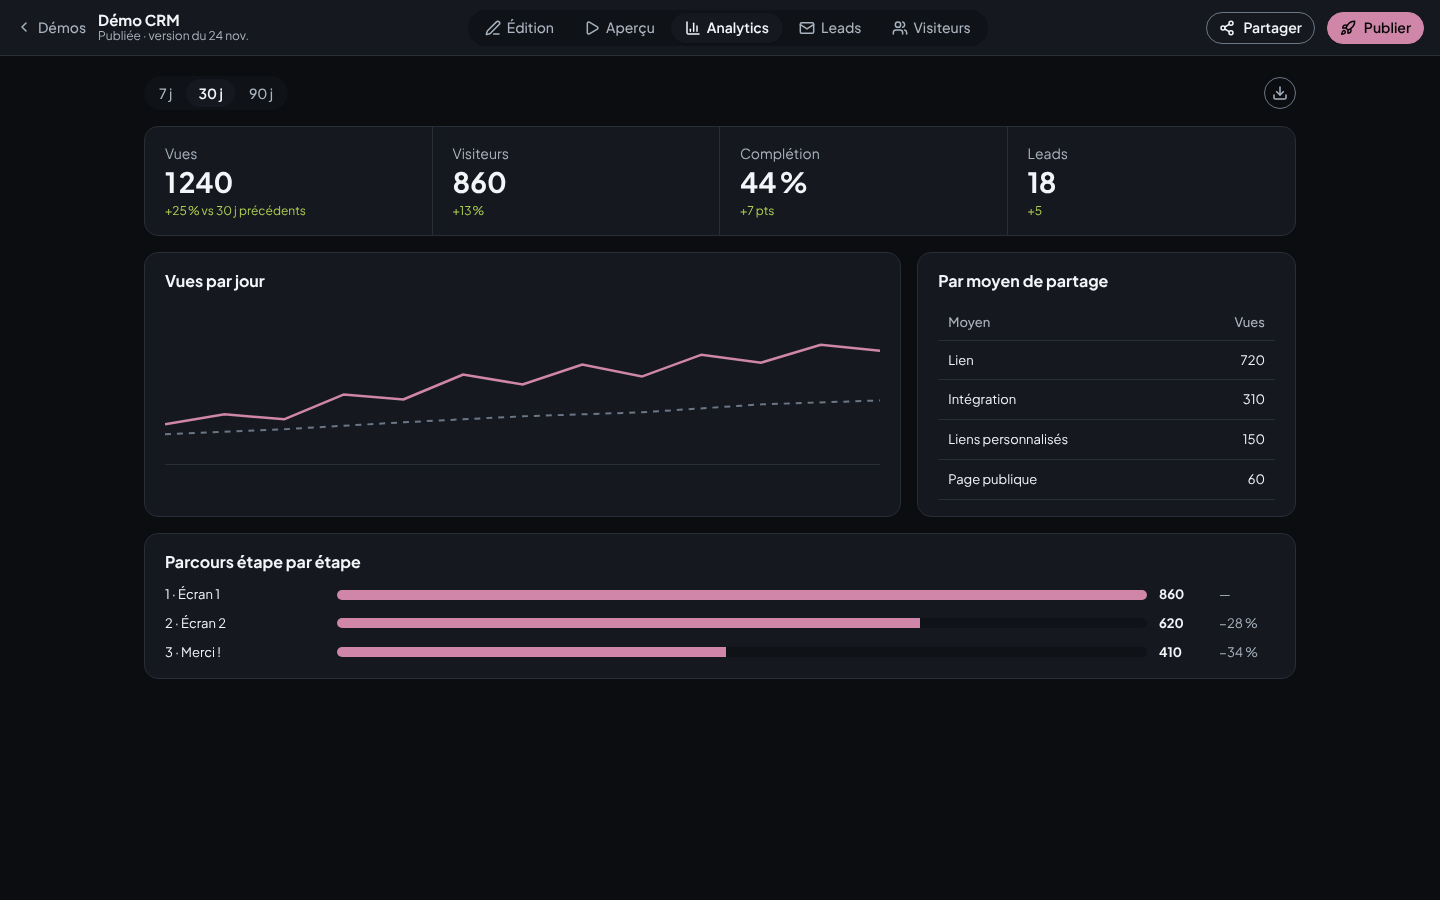 Démos
Démo CRM
Publiée · version du 24 nov.
Édition
Aperçu
Analytics
Leads
Visiteurs
Partager
Publier
7 j
30 j
90 j
Vues
1 240
+25 % vs 30 j précédents
Visiteurs
860
+13 %
Complétion
44 %
+7 pts
Leads
18
+5
Vues par jour
Par moyen de partage
Moyen Vues
Lien 720
Intégration 310
Liens personnalisés 150
Page publique 60
Parcours étape par étape
1 · Écran 1 860 —
2 · Écran 2 620 −28 %
3 · Merci ! 410 −34 %